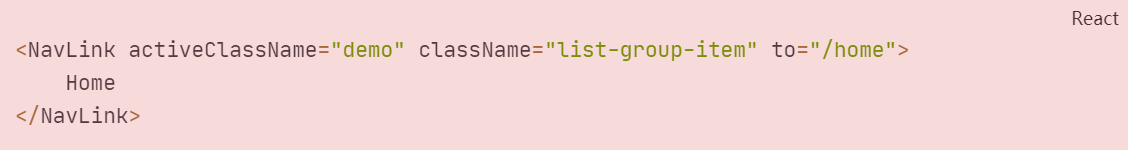 React
<NavLink activeClassName="demo" className="list-group-item" to="/home">
    Home
</NavLink>